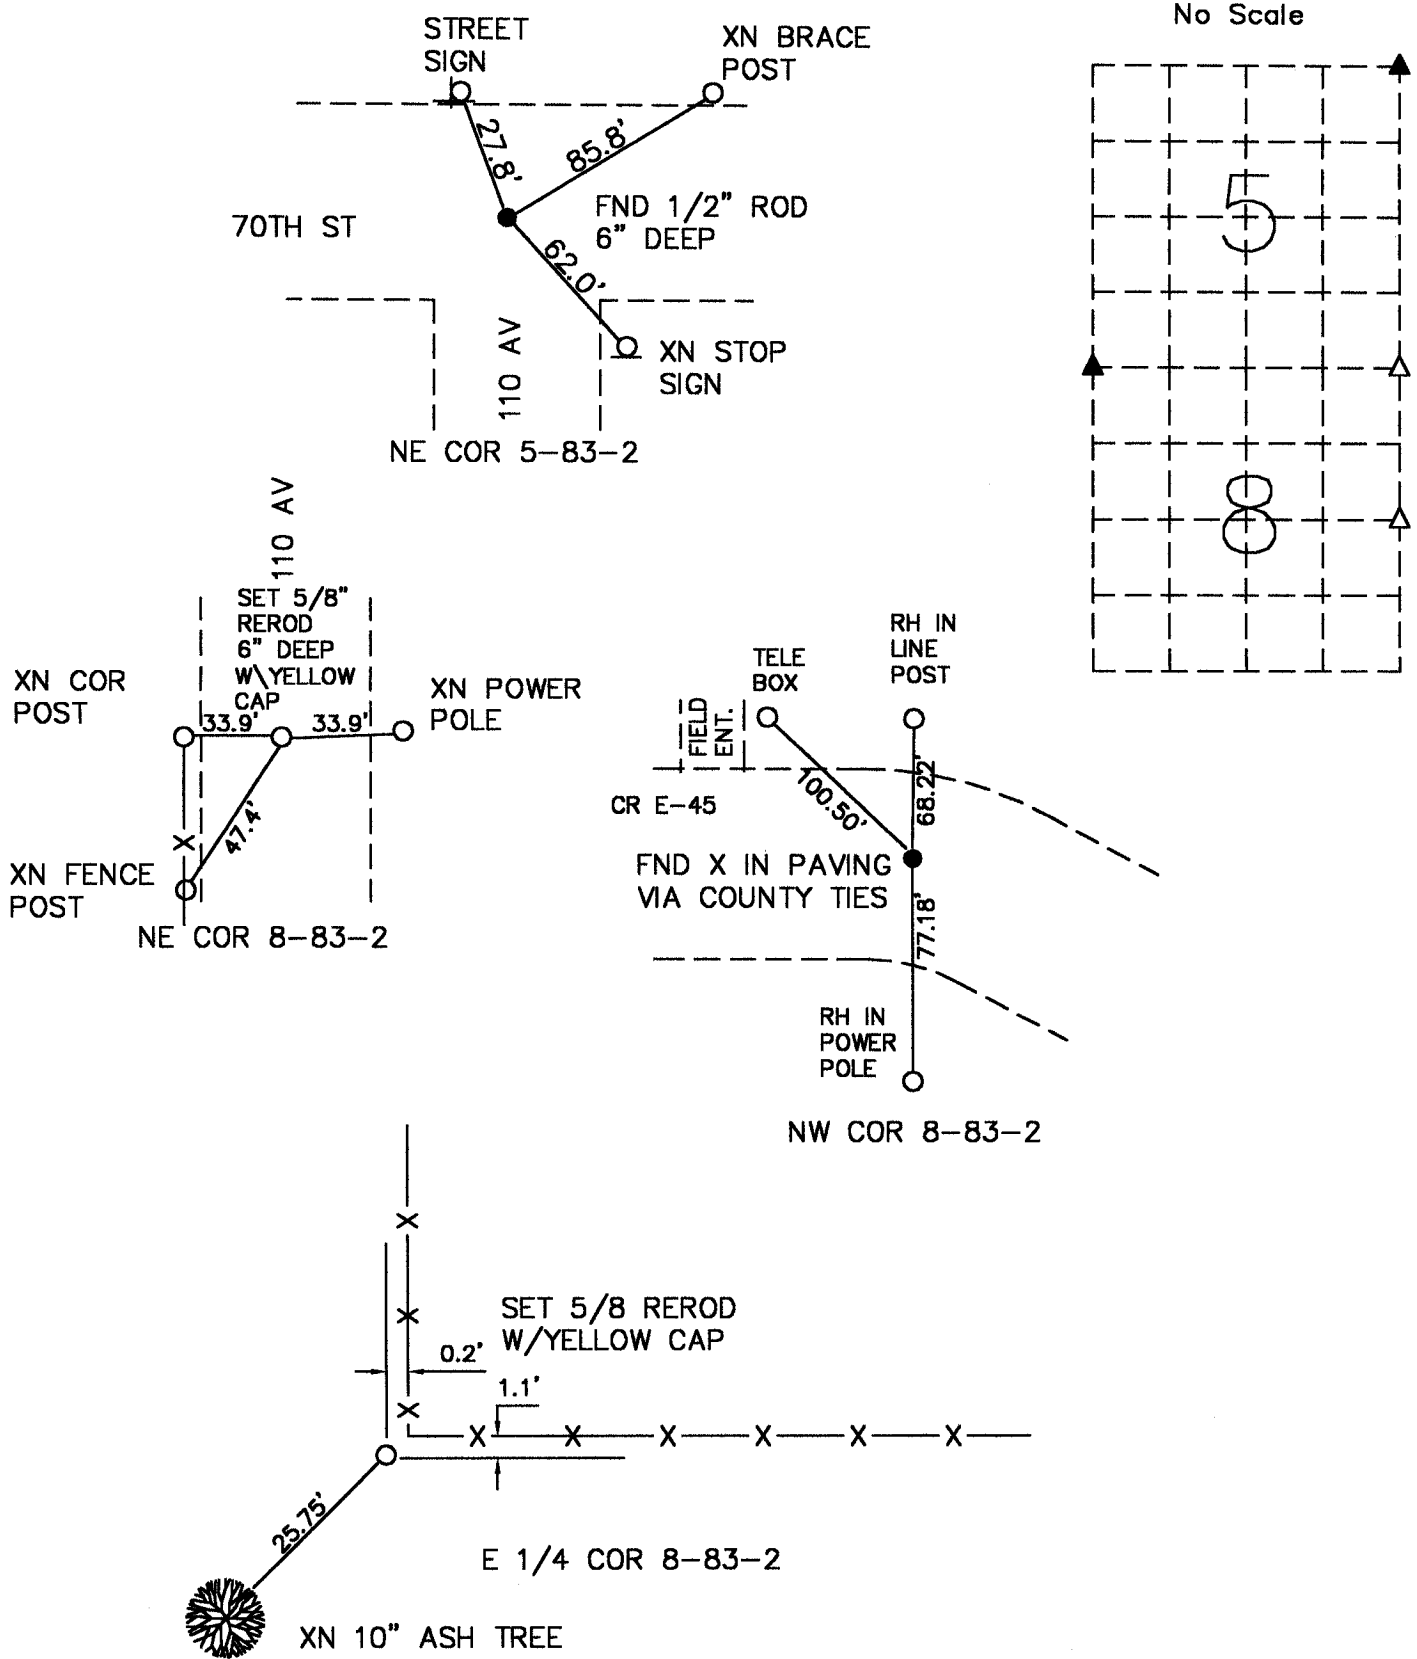 No Scale
STREET
SIGN
XN BRACE
POST
27.8'
85.8'
70TH ST
FND 1/2" ROD
6" DEEP
62.0'
110 AV
XN STOP
SIGN
NE COR 5-83-2
5
8
110 AV
SET 5/8"
REROD
6" DEEP
W\YELLOW
CAP
XN COR
POST
33.9'
33.9'
XN POWER
POLE
47.4'
X
XN FENCE
POST
NE COR 8-83-2
TELE
BOX
RH IN
LINE
POST
FIELD
ENT.
CR E-45
100.50'
68.22'
FND X IN PAVING
VIA COUNTY TIES
77.18'
RH IN
POWER
POLE
NW COR 8-83-2
X
X
X
SET 5/8 REROD
W/YELLOW CAP
0.2'
1.1'
X X X X X X
25.75'
E 1/4 COR 8-83-2
XN 10" ASH TREE